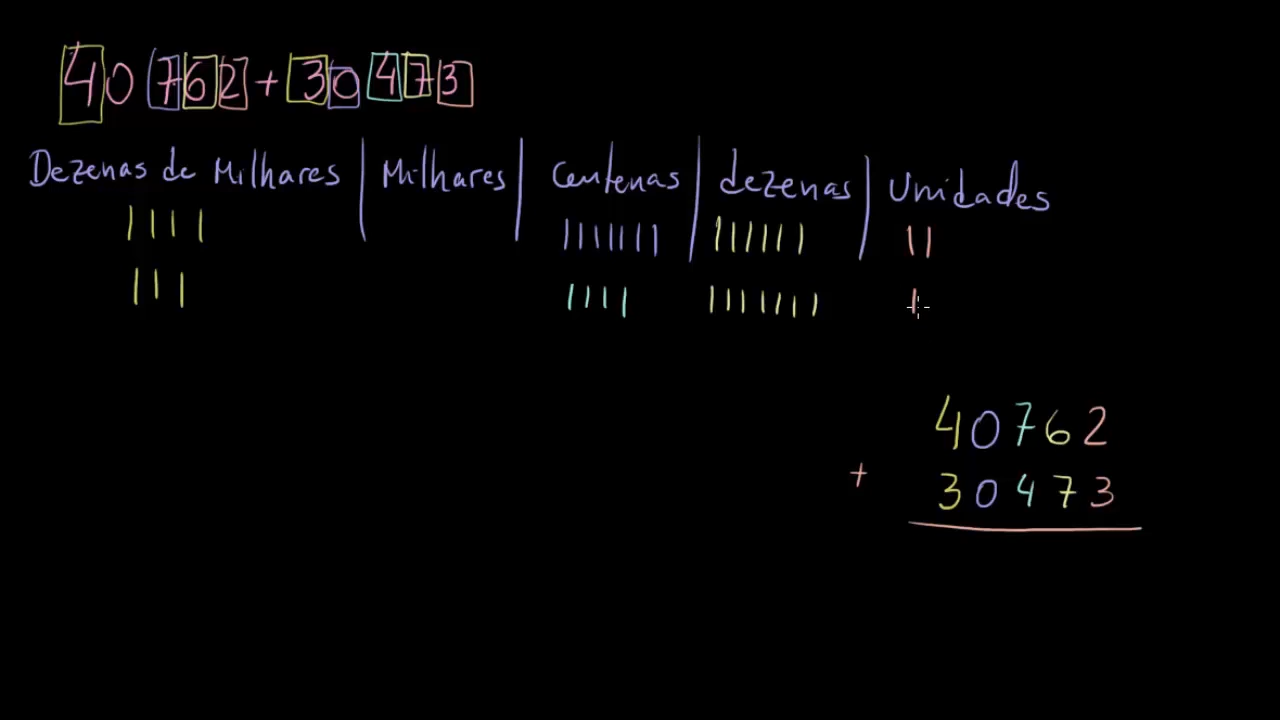 40762+30473
Dezenas de Milhares | Milhares | Centenas | dezenas | Unidades
40762
+ 30473